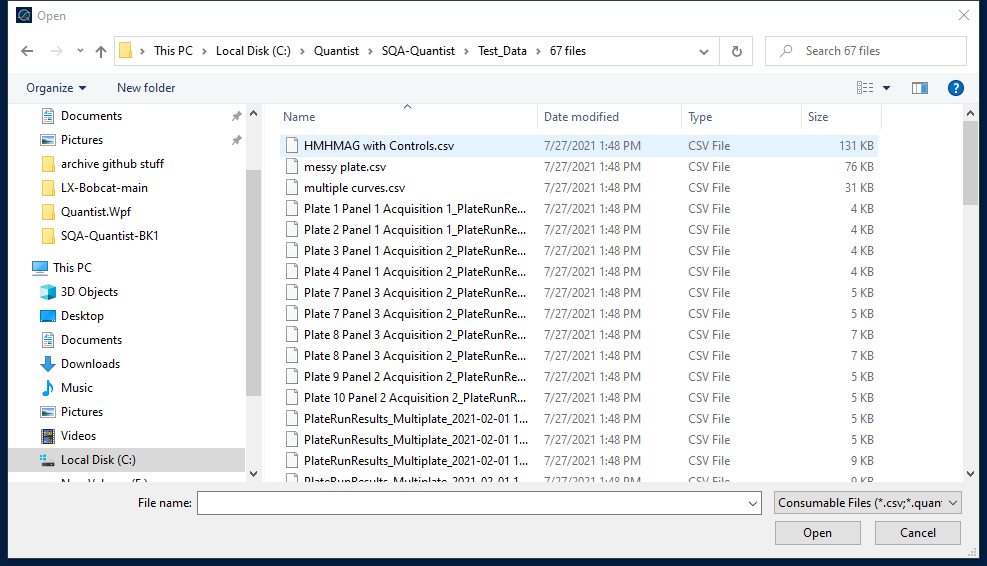 Open
This PC > Local Disk (C:) > Quantist > SQA-Quantist > Test_Data > 67 files
Search 67 files
Organize New folder
Documents
Pictures
archive github stuff
LX-Bobcat-main
Quantist.Wpf
SQA-Quantist-BK1
This PC
3D Objects
Desktop
Documents
Downloads
Music
Pictures
Videos
Local Disk (C:)
Name Date modified Type Size
HMHMAG with Controls.csv 7/27/2021 1:48 PM CSV File 131 KB
messy plate.csv 7/27/2021 1:48 PM CSV File 76 KB
multiple curves.csv 7/27/2021 1:48 PM CSV File 31 KB
Plate 1 Panel 1 Acquisition 1_PlateRunRe... 7/27/2021 1:48 PM CSV File 4 KB
Plate 2 Panel 1 Acquisition 1_PlateRunRe... 7/27/2021 1:48 PM CSV File 4 KB
Plate 3 Panel 1 Acquisition 2_PlateRunRe... 7/27/2021 1:48 PM CSV File 4 KB
Plate 4 Panel 1 Acquisition 2_PlateRunRe... 7/27/2021 1:48 PM CSV File 4 KB
Plate 7 Panel 3 Acquisition 2_PlateRunRe... 7/27/2021 1:48 PM CSV File 5 KB
Plate 7 Panel 3 Acquisition 2_PlateRunRe... 7/27/2021 1:48 PM CSV File 5 KB
Plate 8 Panel 3 Acquisition 2_PlateRunRe... 7/27/2021 1:48 PM CSV File 7 KB
Plate 8 Panel 3 Acquisition 2_PlateRunRe... 7/27/2021 1:48 PM CSV File 7 KB
Plate 9 Panel 2 Acquisition 2_PlateRunRe... 7/27/2021 1:48 PM CSV File 5 KB
Plate 10 Panel 2 Acquisition 2_PlateRunR... 7/27/2021 1:48 PM CSV File 5 KB
PlateRunResults_Multiplate_2021-02-01 1... 7/27/2021 1:48 PM CSV File 5 KB
PlateRunResults_Multiplate_2021-02-01 1... 7/27/2021 1:48 PM CSV File 5 KB
PlateRunResults_Multiplate_2021-02-01 1... 7/27/2021 1:48 PM CSV File 9 KB
PlateRunResults_Multiplate_2021-02-01 1... 7/27/2021 1:48 PM CSV File 9 KB
File name:
Consumable Files (*.csv;*.quan
Open Cancel